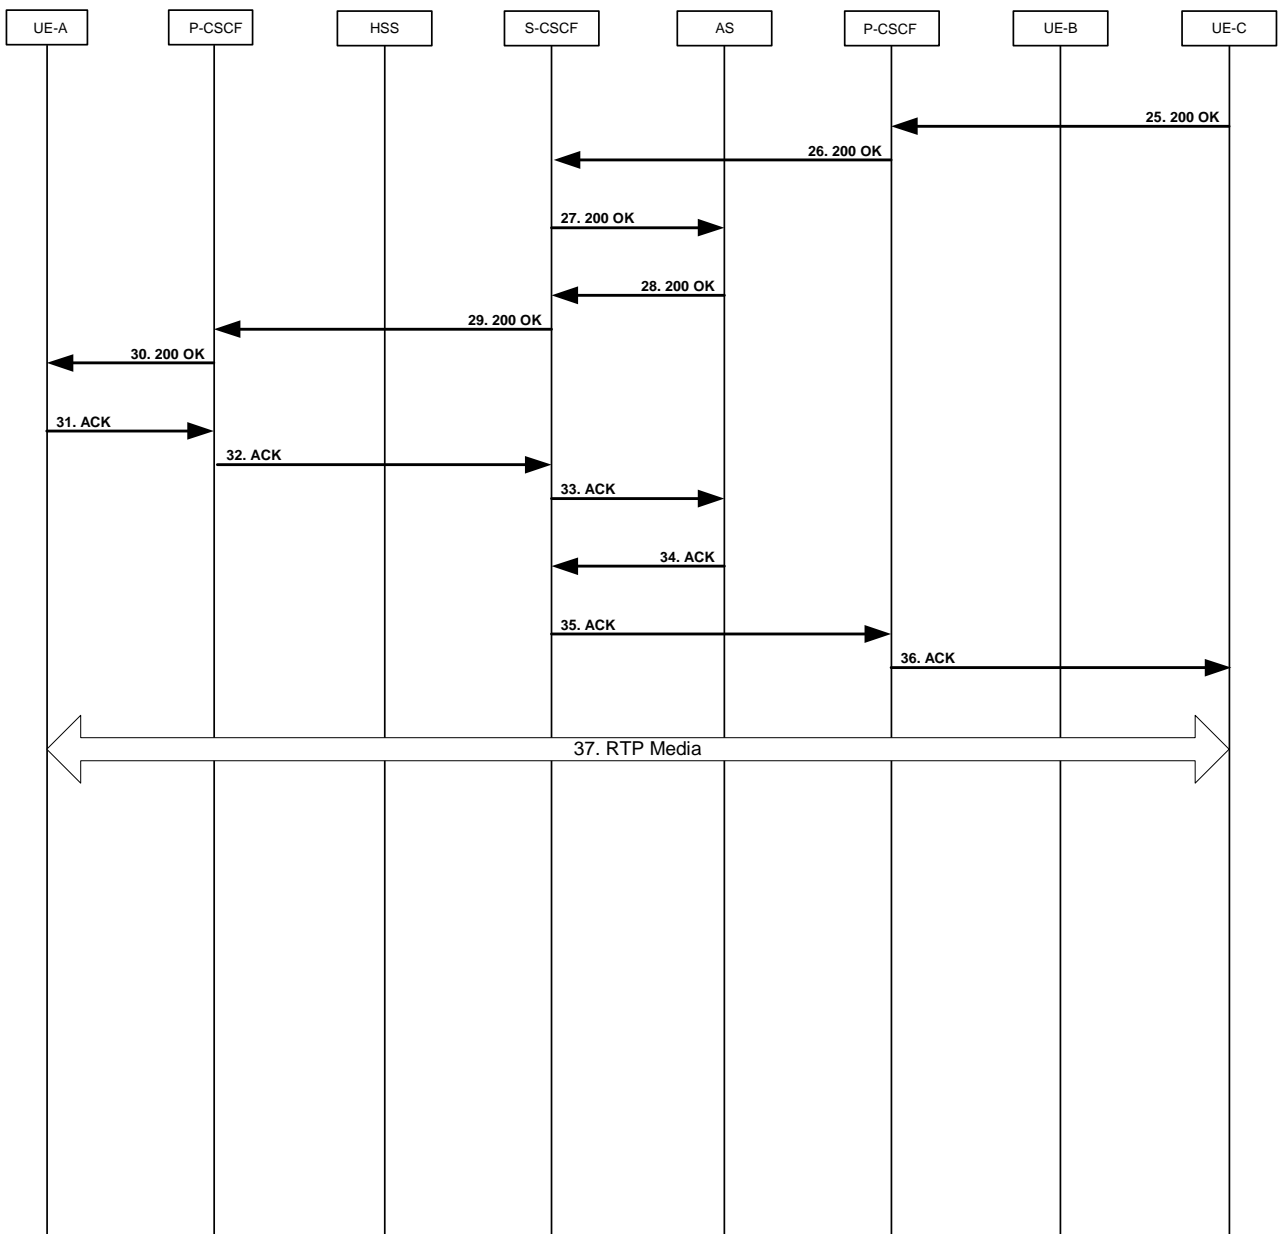 UE-A
P-CSCF
HSS
S-CSCF
AS
P-CSCF
UE-B
UE-C
25. 200 OK
26. 200 OK
27. 200 OK
28. 200 OK
29. 200 OK
30. 200 OK
31. ACK
32. ACK
33. ACK
34. ACK
35. ACK
36. ACK
37. RTP Media